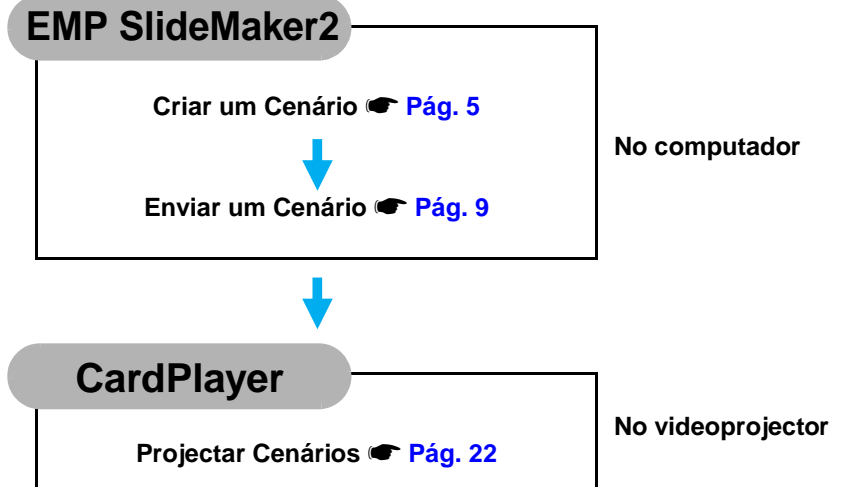 EMP SlideMaker2
Criar um Cenário ☛ Pág. 5
No computador
Enviar um Cenário ☛ Pág. 9
CardPlayer
No videoprojector
Projectar Cenários ☛ Pág. 22